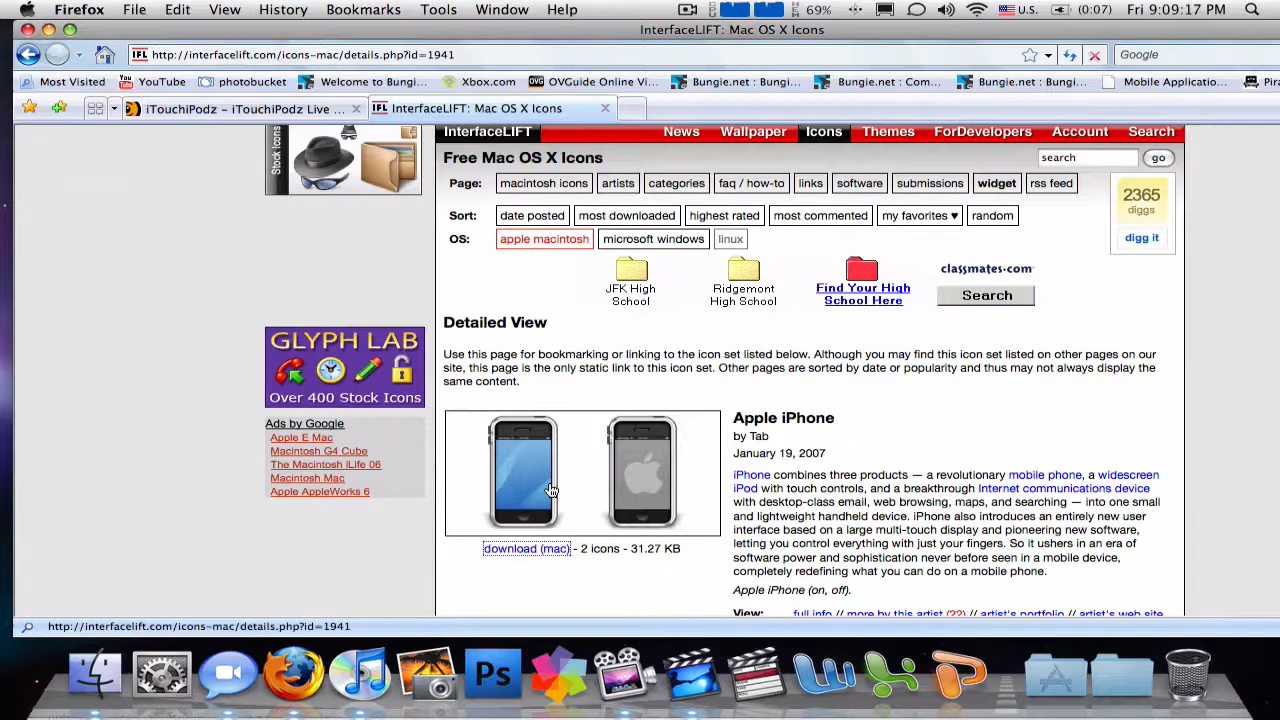 Firefox File Edit View History Bookmarks Tools Window Help 69% U.S. (0:07) Fri 9:09:17 PM
InterfaceLIFT: Mac OS X Icons
IFL http://interfacelift.com/icons-mac/details.php?id=1941 Google
Most Visited YouTube photobucket Welcome to Bungi... Xbox.com OVGuide Online Vi... Bungie.net : Bungi... Bungie.net : Com... Bungie.net : Bungi... Mobile Applicatio...
iTouchiPodz – iTouchiPodz Live ... IFL InterfaceLIFT: Mac OS X Icons
InterfaceLIFT News Wallpaper Icons Themes ForDevelopers Account Search
Stock Icons
Free Mac OS X Icons search go
Page: macintosh icons artists categories faq / how-to links software submissions widget rss feed
2365
diggs
digg it
Sort: date posted most downloaded highest rated most commented my favorites ♥ random
OS: apple macintosh microsoft windows linux
JFK High
School
Ridgemont
High School
Find Your High
School Here
classmates.com
Search
Detailed View
Use this page for bookmarking or linking to the icon set listed below. Although you may find this icon set listed on other pages on our
site, this page is the only static link to this icon set. Other pages are sorted by date or popularity and thus may not always display the
same content.
GLYPH LAB
Over 400 Stock Icons
Ads by Google
Apple E Mac
Macintosh G4 Cube
The Macintosh iLife 06
Macintosh Mac
Apple AppleWorks 6
download (mac) - 2 icons - 31.27 KB
Apple iPhone
by Tab
January 19, 2007
iPhone combines three products — a revolutionary mobile phone, a widescreen
iPod with touch controls, and a breakthrough Internet communications device
with desktop-class email, web browsing, maps, and searching — into one small
and lightweight handheld device. iPhone also introduces an entirely new user
interface based on a large multi-touch display and pioneering new software,
letting you control everything with just your fingers. So it ushers in an era of
software power and sophistication never before seen in a mobile device,
completely redefining what you can do on a mobile phone.
Apple iPhone (on, off).
View: full info // more by this artist (22) // artist's portfolio // artist's web site
http://interfacelift.com/icons-mac/details.php?id=1941
Ps